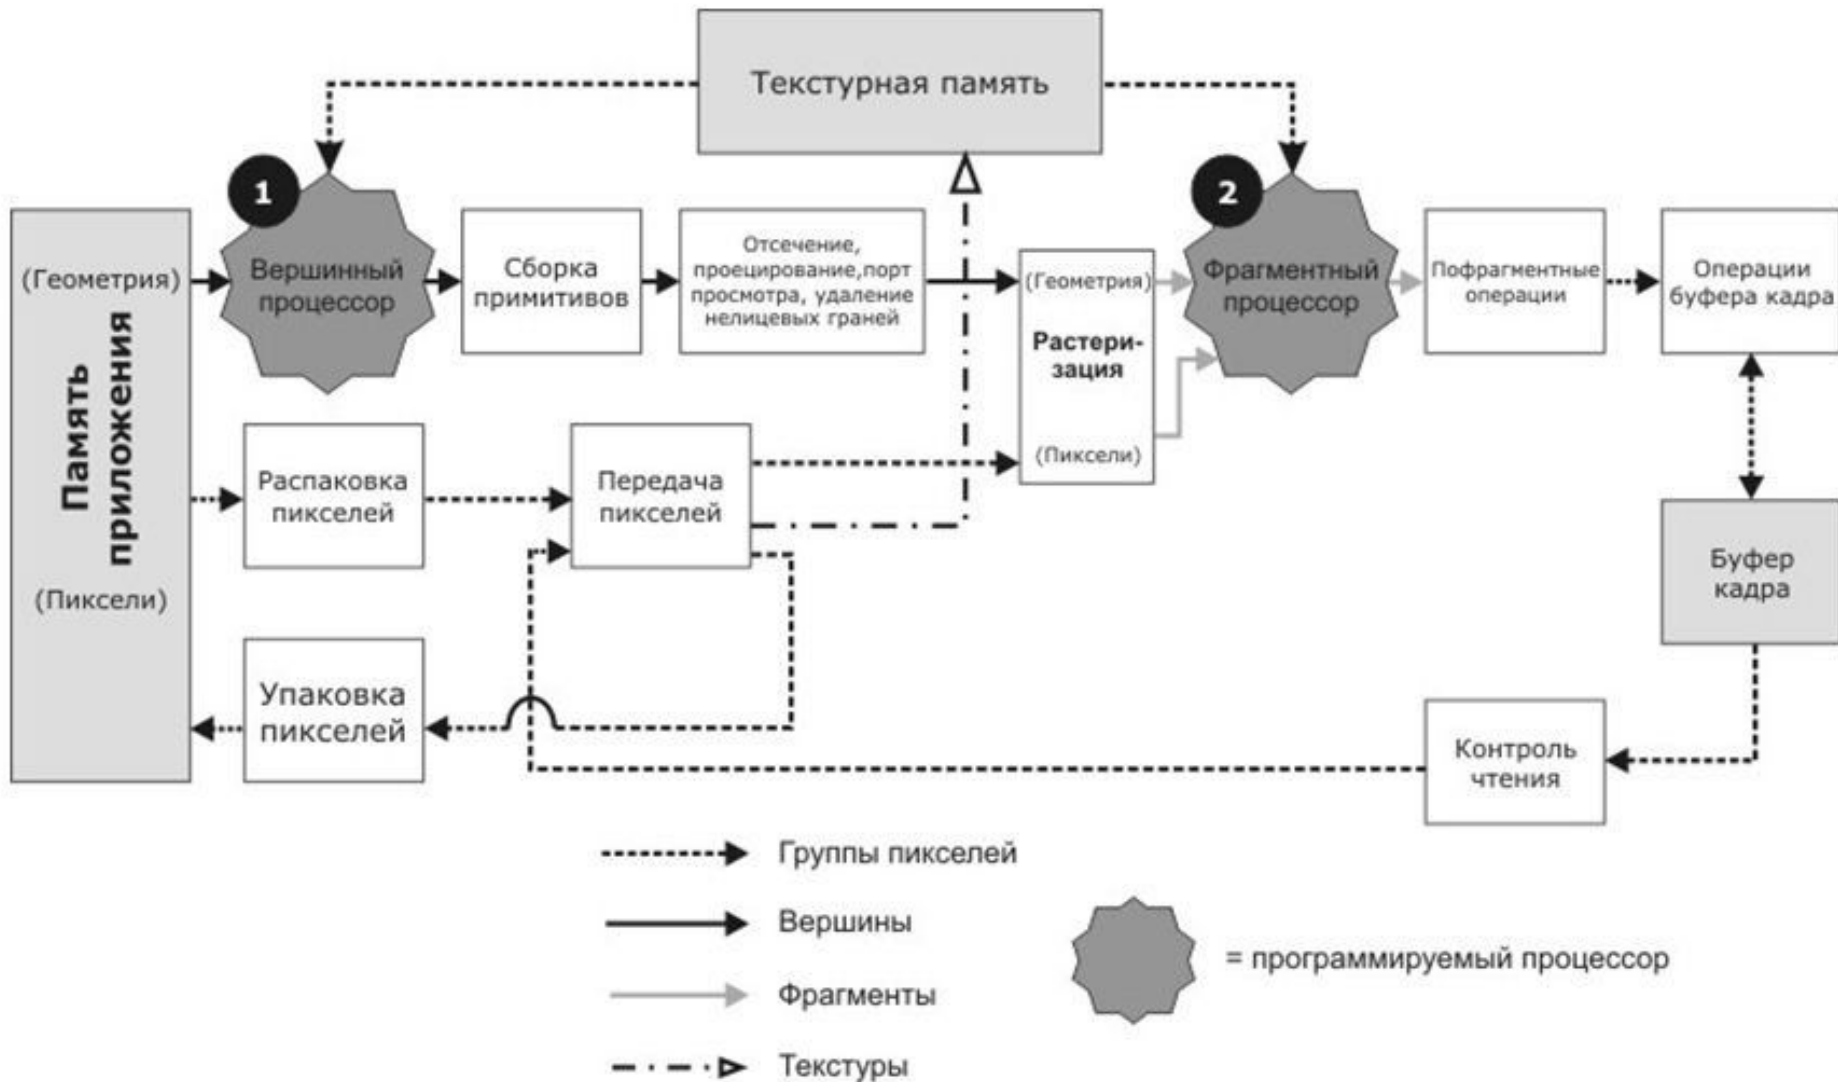 Текстурная память
1
2
(Геометрия)
Память
приложения
(Пиксели)
Вершинный
процессор
Сборка
примитивов
Отсечение,
проецирование,порт
просмотра, удаление
нелицевых граней
(Геометрия)
Растери-
зация
(Пиксели)
Фрагментный
процессор
Пофрагментные
операции
Операции
буфера кадра
Распаковка
пикселей
Передача
пикселей
Буфер
кадра
Упаковка
пикселей
Контроль
чтения
Группы пикселей
Вершины
Фрагменты
Текстуры
= программируемый процессор